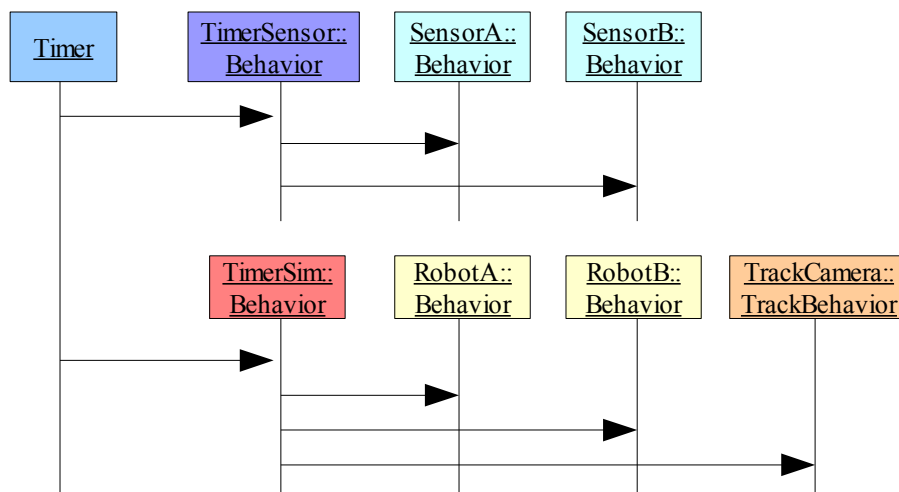 Timer
TimerSensor::
Behavior
SensorA::
Behavior
SensorB::
Behavior
TimerSim::
Behavior
RobotA::
Behavior
RobotB::
Behavior
TrackCamera::
TrackBehavior